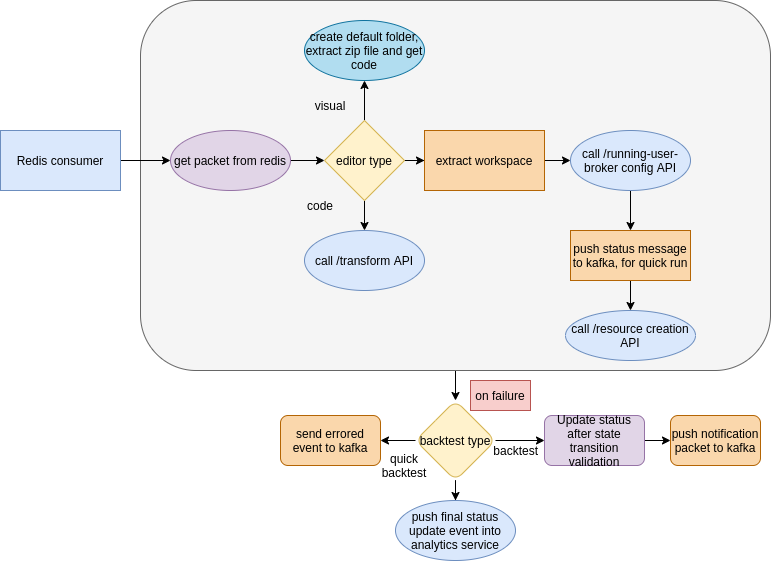 create default folder,
extract zip file and get
code
visual
Redis consumer
get packet from redis
editor type
extract workspace
call /running-user-
broker config API
code
call /transform API
push status message
to kafka, for quick run
call /resource creation
API
on failure
send errored
event to kafka
quick
backtest
backtest type
backtest
Update status
after state
transition
validation
push notification
packet to kafka
push final status
update event into
analytics service